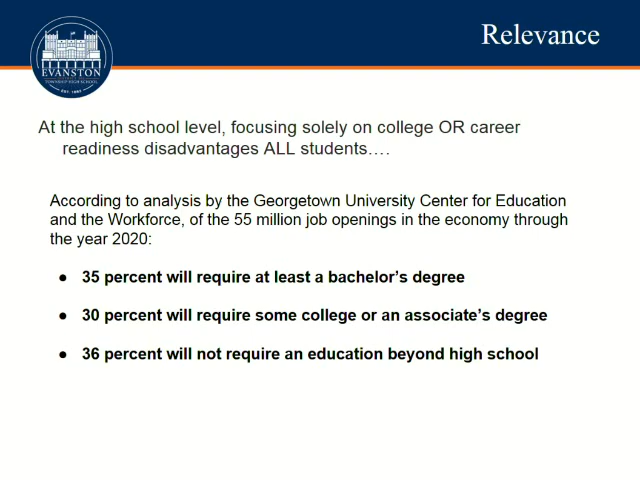 Relevance
EVANSTON
TOWNSHIP HIGH SCHOOL
EST. 1883
At the high school level, focusing solely on college OR career
readiness disadvantages ALL students….
According to analysis by the Georgetown University Center for Education
and the Workforce, of the 55 million job openings in the economy through
the year 2020:
● 35 percent will require at least a bachelor’s degree
● 30 percent will require some college or an associate’s degree
● 36 percent will not require an education beyond high school